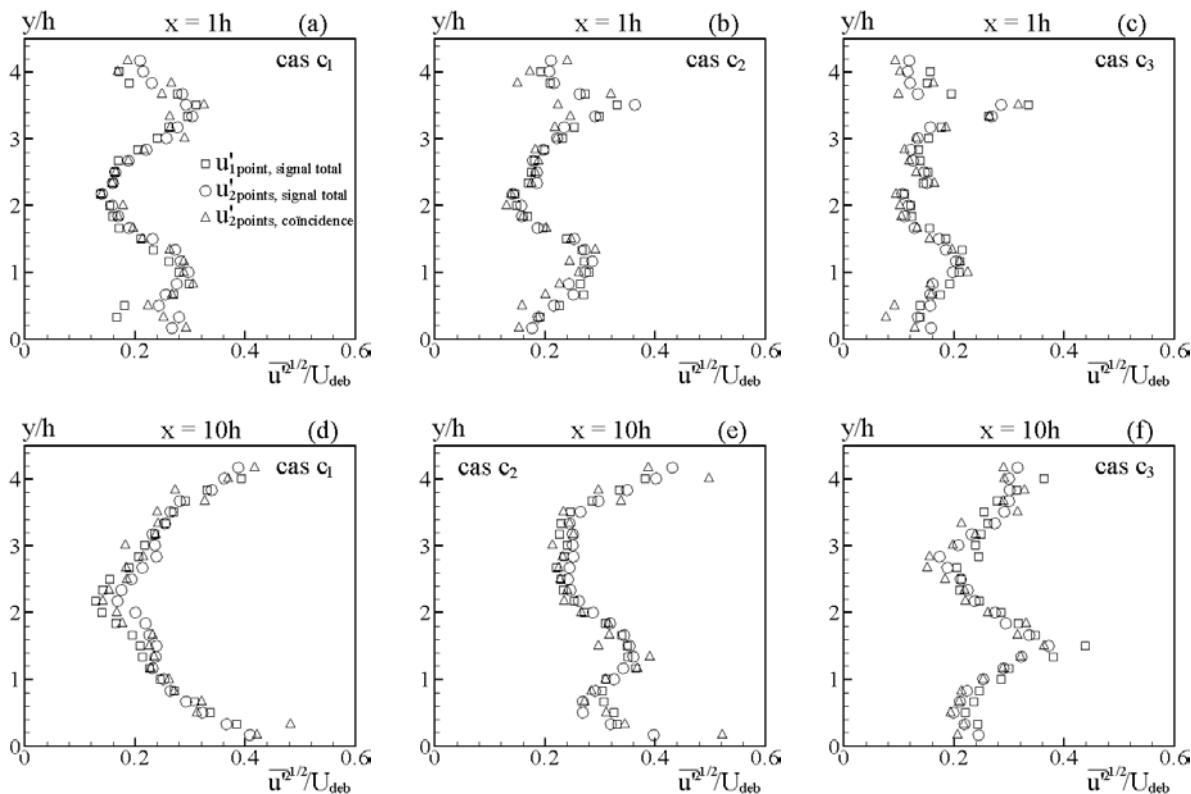 y/h x = 1h (a)
cas c1
4
3
2
1
0
u'1point, signal total
u'2points, signal total
u'2points, coïncidence
0 0.2 0.4 0.6
u'2 1/2/Udeb
y/h x = 1h (b)
cas c2
4
3
2
1
0
0 0.2 0.4 0.6
u'2 1/2/Udeb
y/h x = 1h (c)
cas c3
4
3
2
1
0
0 0.2 0.4 0.6
u'2 1/2/Udeb
y/h x = 10h (d)
cas c1
4
3
2
1
0
0 0.2 0.4 0.6
u'2 1/2/Udeb
y/h x = 10h (e)
cas c2
4
3
2
1
0
0 0.2 0.4 0.6
u'2 1/2/Udeb
y/h x = 10h (f)
cas c3
4
3
2
1
0
0 0.2 0.4 0.6
u'2 1/2/Udeb